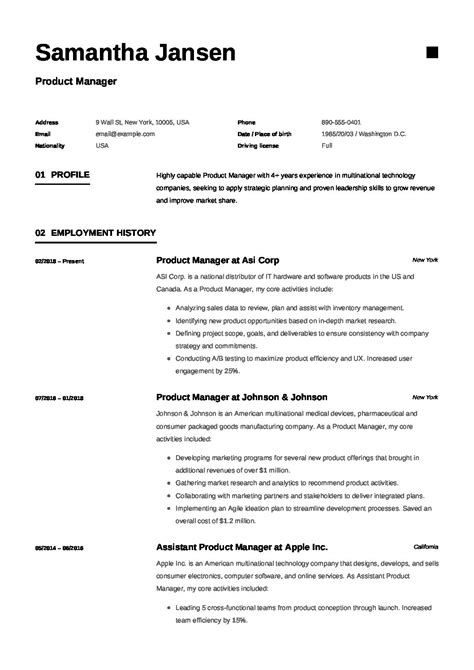 Samantha Jansen
Product Manager
Address 9 Wall St, New York, 10005, USA Phone 890-555-0401
Email email@example.com Date / Place of birth 1985/20/03 / Washington D.C.
Nationality USA Driving license Full
01 PROFILE
Highly capable Product Manager with 4+ years experience in multinational technology
companies, seeking to apply strategic planning and proven leadership skills to grow revenue
and improve market share.
02 EMPLOYMENT HISTORY
02/2018 – Present Product Manager at Asi Corp New York
ASI Corp. is a national distributor of IT hardware and software products in the US and
Canada. As a Product Manager, my core activities include:
• Analyzing sales data to review, plan and assist with inventory management.
• Identifying new product opportunities based on in-depth market research.
• Defining project scope, goals, and deliverables to ensure consistency with company
strategy and commitments.
• Conducting A/B testing to maximize product efficiency and UX. Increased user
engagement by 25%.
07/2016 – 01/2018 Product Manager at Johnson & Johnson New York
Johnson & Johnson is an American multinational medical devices, pharmaceutical and
consumer packaged goods manufacturing company. As a Product Manager, my core
activities included:
• Developing marketing programs for several new product offerings that brought in
additional revenues of over $1 million.
• Gathering market research and analytics to recommend product activities.
• Collaborating with marketing partners and stakeholders to deliver integrated plans.
• Implementing an Agile ideation plan to streamline development processes. Saved an
overall cost of $1.2 million.
05/2014 – 06/2016 Assistant Product Manager at Apple Inc. California
Apple Inc. is an American multinational technology company that designs, develops, and sells
consumer electronics, computer software, and online services. As Assistant Product
Manager, my core activities included:
• Leading 5 cross-functional teams from product conception through launch. Increased
team efficiency by 15%.